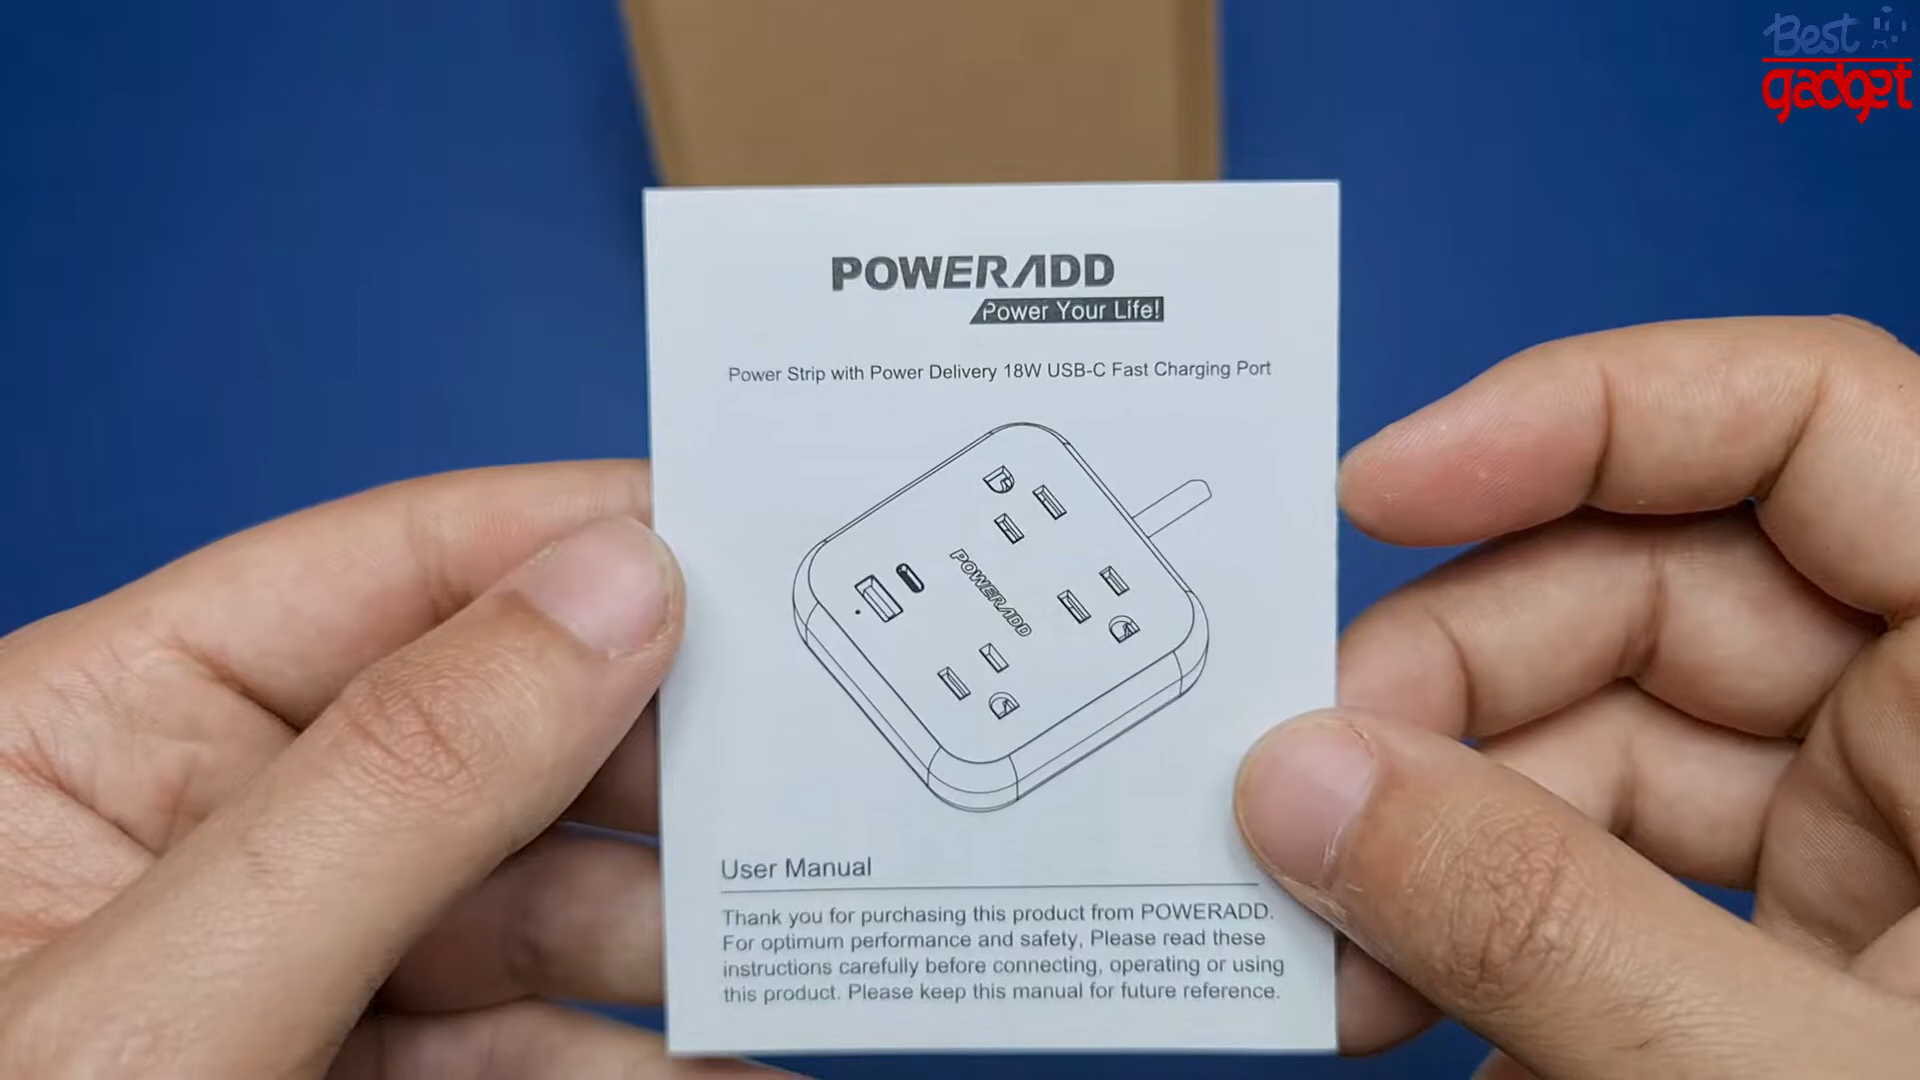 Best
gadget
POWERADD
Power Your Life!
Power Strip with Power Delivery 18W USB-C Fast Charging Port
POWERADD
User Manual
Thank you for purchasing this product from POWERADD.
For optimum performance and safety, Please read these
instructions carefully before connecting, operating or using
this product. Please keep this manual for future reference.